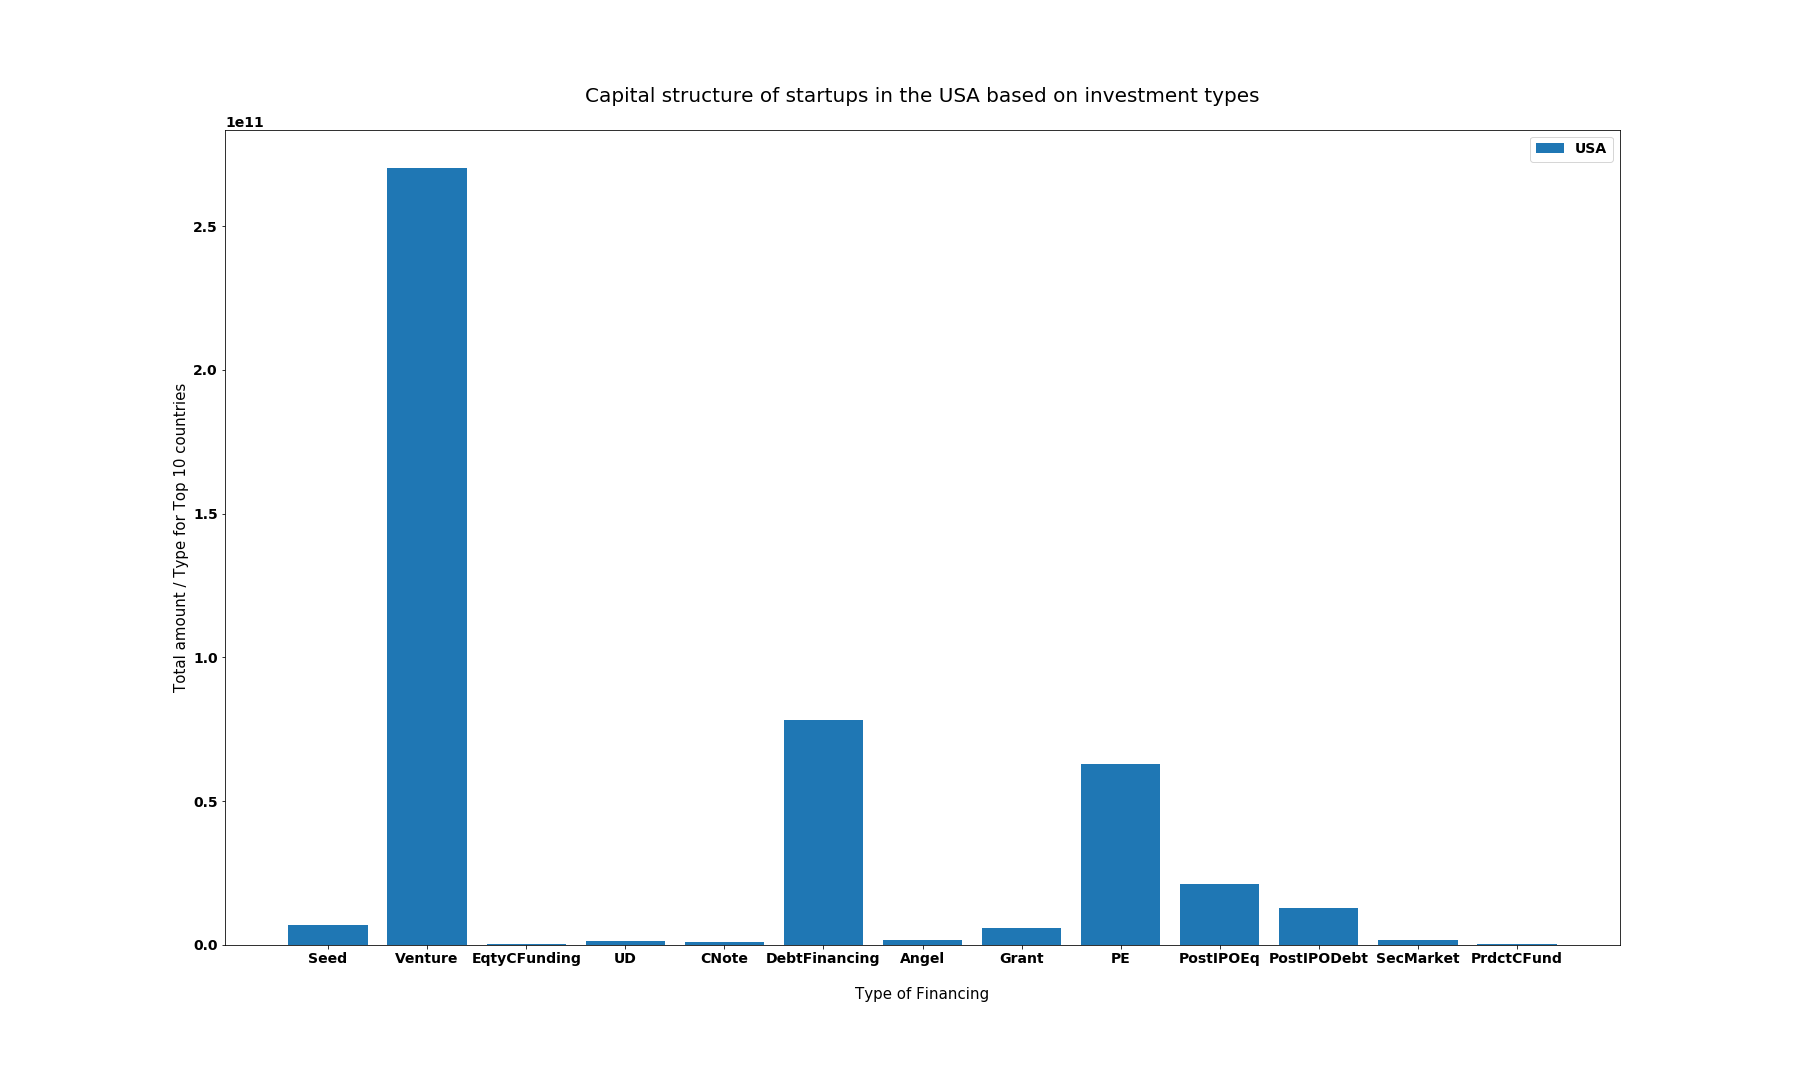 Capital structure of startups in the USA based on investment types
1e11
USA
2.5
2.0
1.5
1.0
0.5
0.0
Total amount / Type for Top 10 countries
Seed Venture EqtyCFunding UD CNote DebtFinancing Angel Grant PE PostIPOEq PostIPODebt SecMarket PrdctCFund
Type of Financing